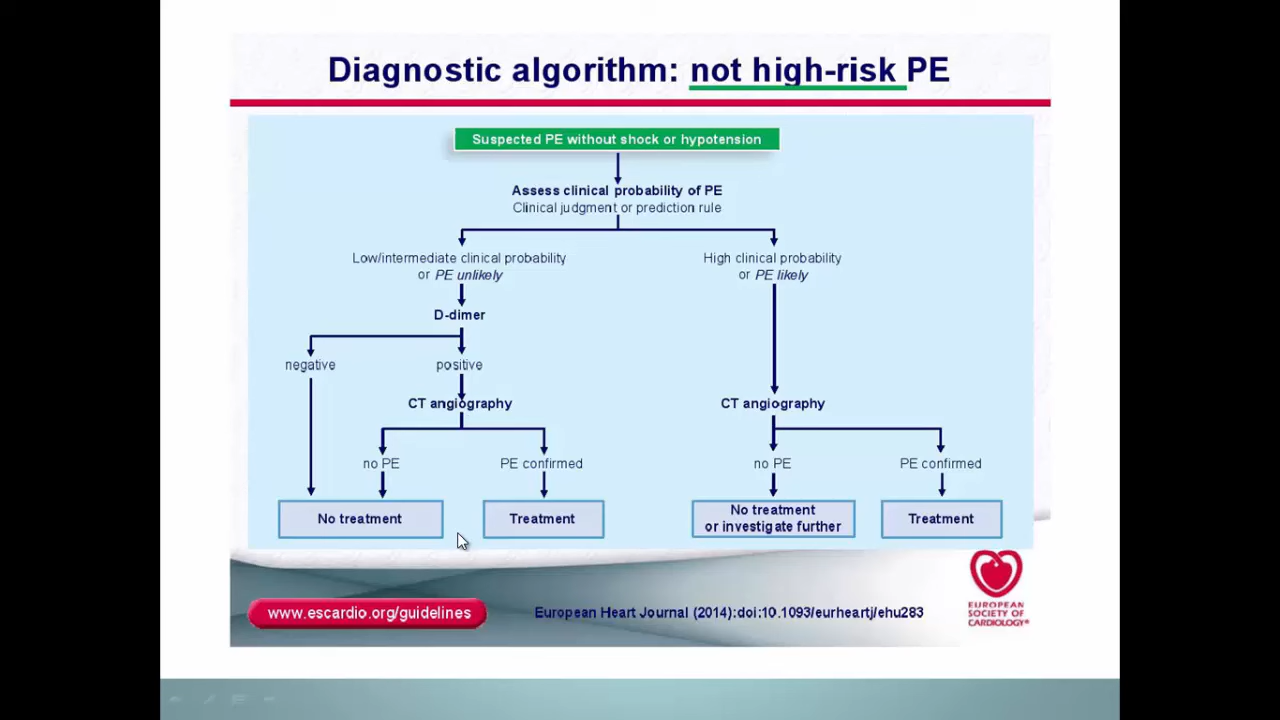 Diagnostic algorithm: not high-risk PE
Suspected PE without shock or hypotension
Assess clinical probability of PE
Clinical judgment or prediction rule
Low/intermediate clinical probability
or PE unlikely
High clinical probability
or PE likely
D-dimer
negative
positive
CT angiography
CT angiography
no PE
PE confirmed
no PE
PE confirmed
No treatment
Treatment
No treatment
or investigate further
Treatment
www.escardio.org/guidelines
European Heart Journal (2014):doi:10.1093/eurheartj/ehu283
EUROPEAN
SOCIETY OF
CARDIOLOGY®